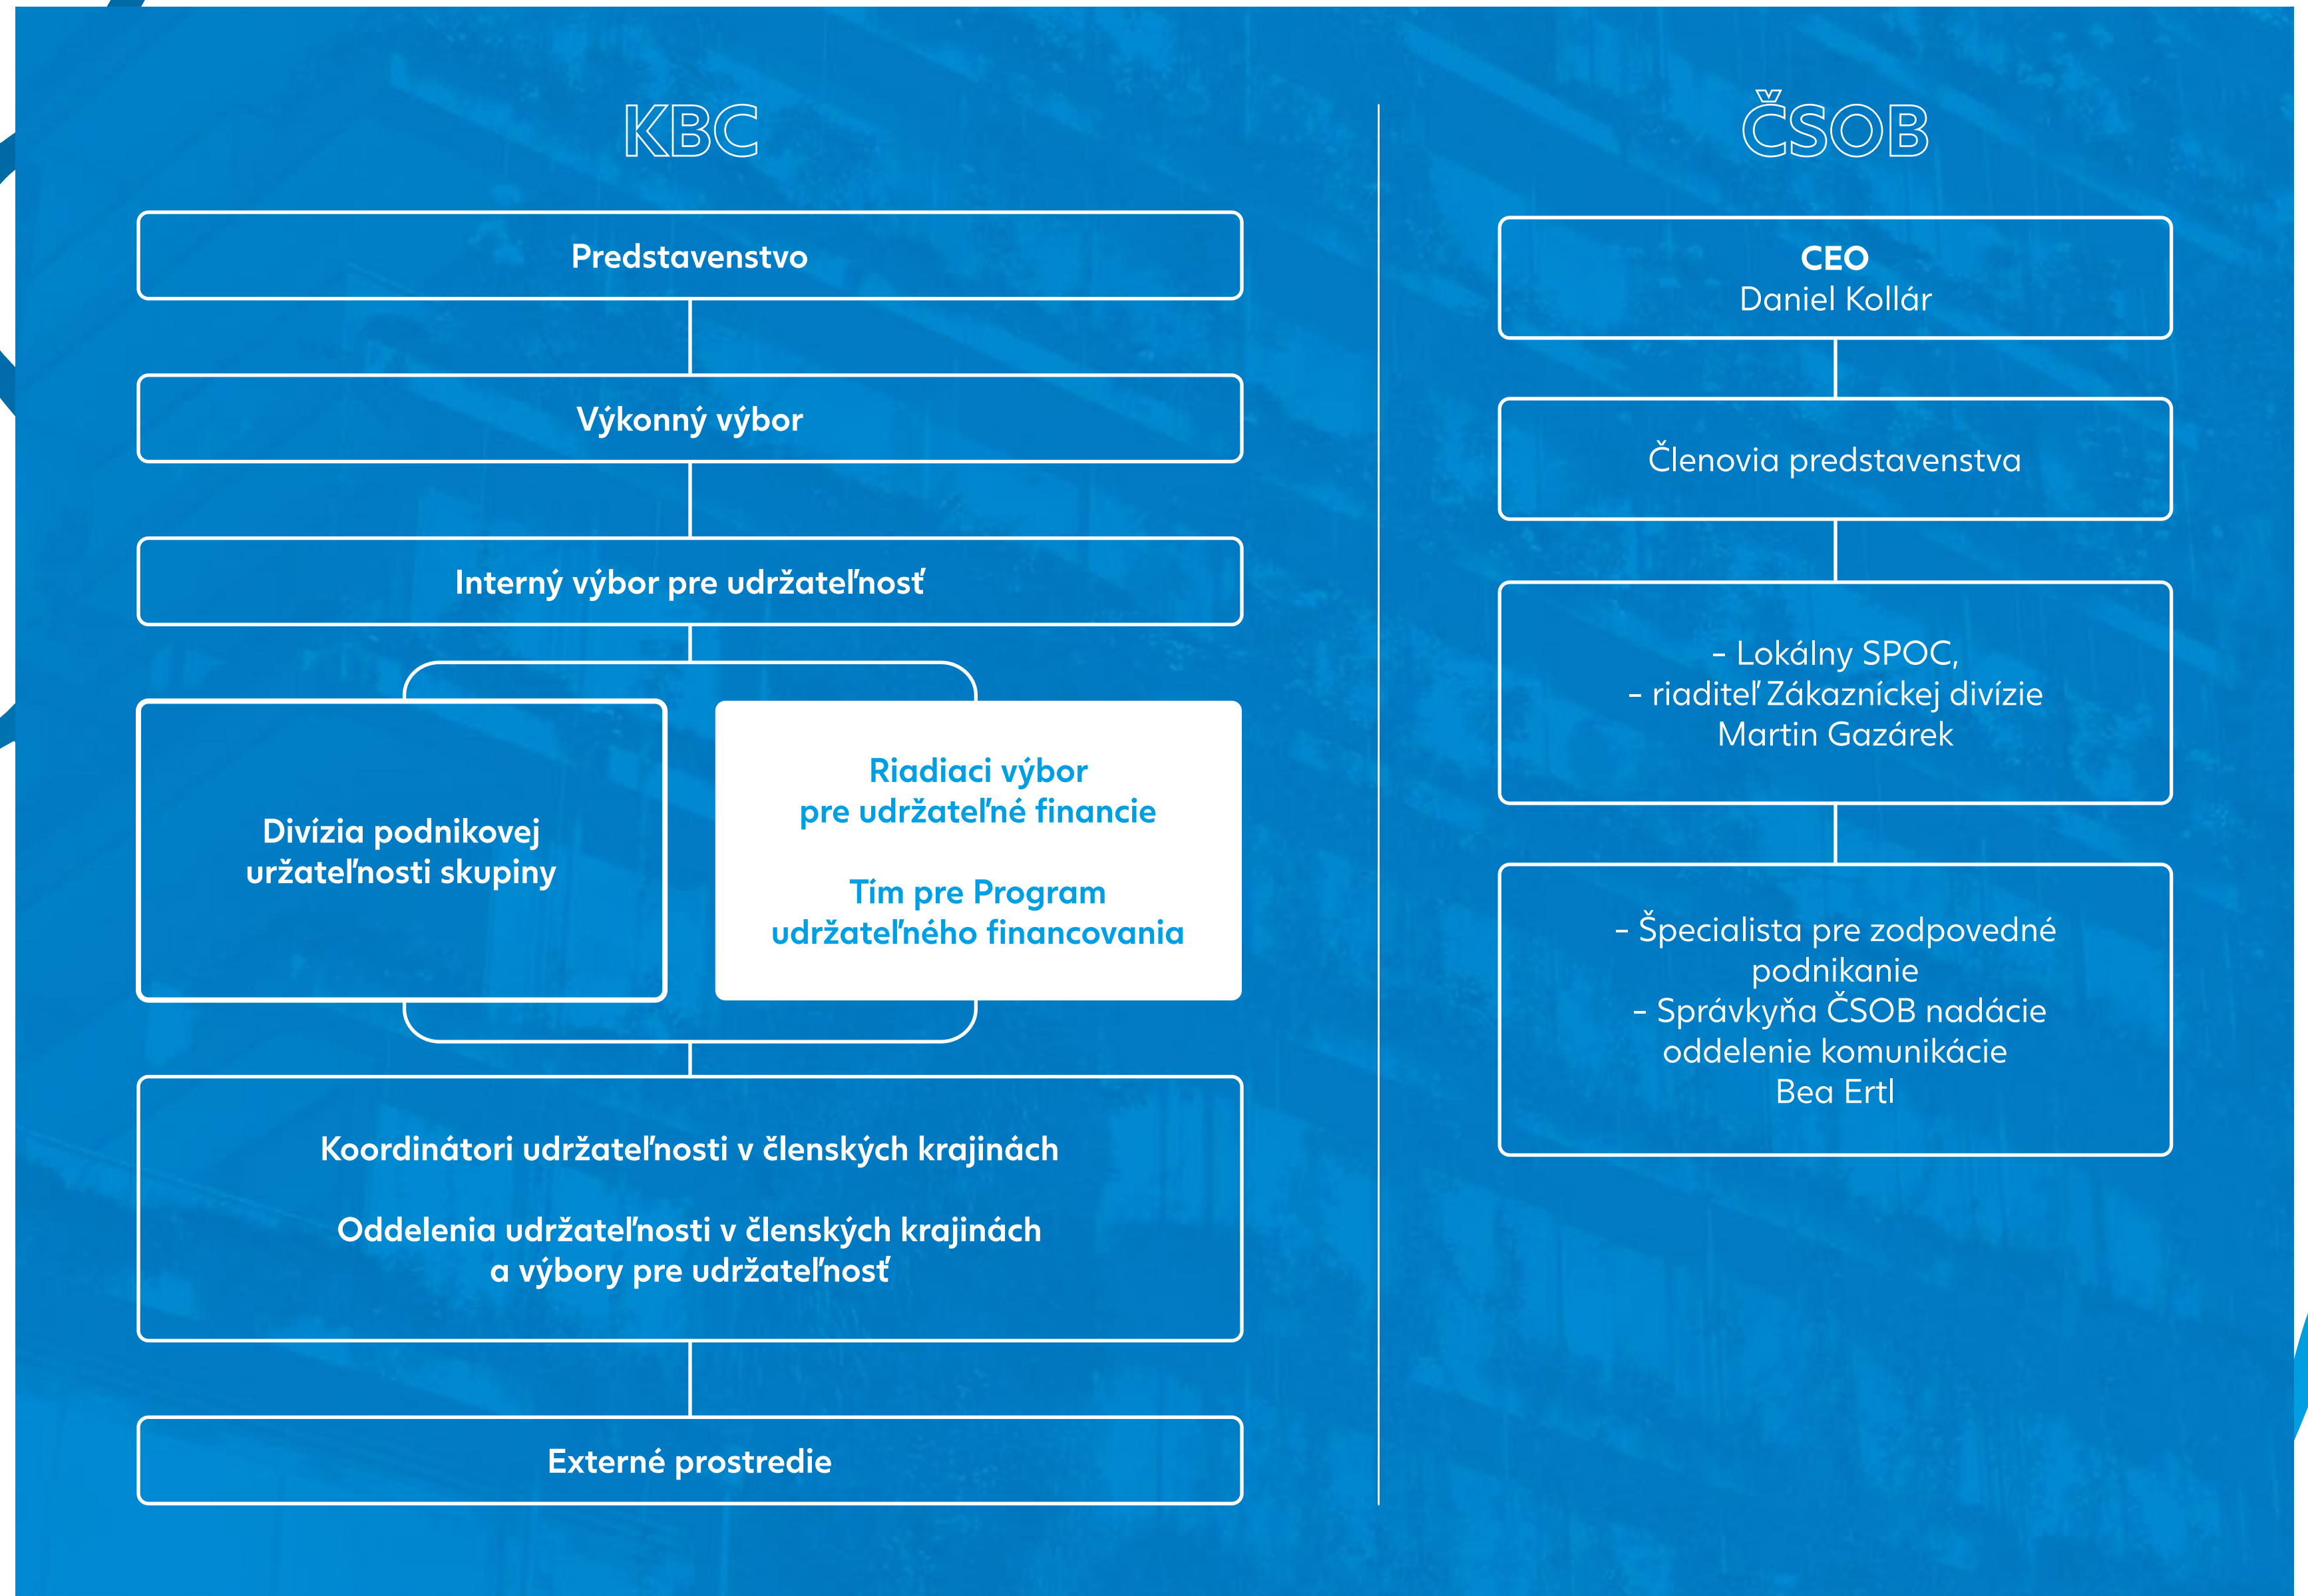 KBC
Predstavenstvo
Výkonný výbor
Interný výbor pre udržateľnosť
Divízia podnikovej
uržateľnosti skupiny
Riadiaci výbor
pre udržateľné financie
Tím pre Program
udržateľného financovania
Koordinátori udržateľnosti v členských krajinách
Oddelenia udržateľnosti v členských krajinách
a výbory pre udržateľnosť
Externé prostredie
ČSOB
CEO
Daniel Kollár
Členovia predstavenstva
- Lokálny SPOC,
- riaditeľ Zákazníckej divízie
Martin Gazárek
- Špecialista pre zodpovedné
podnikanie
- Správkyňa ČSOB nadácie
oddelenie komunikácie
Bea Ertl